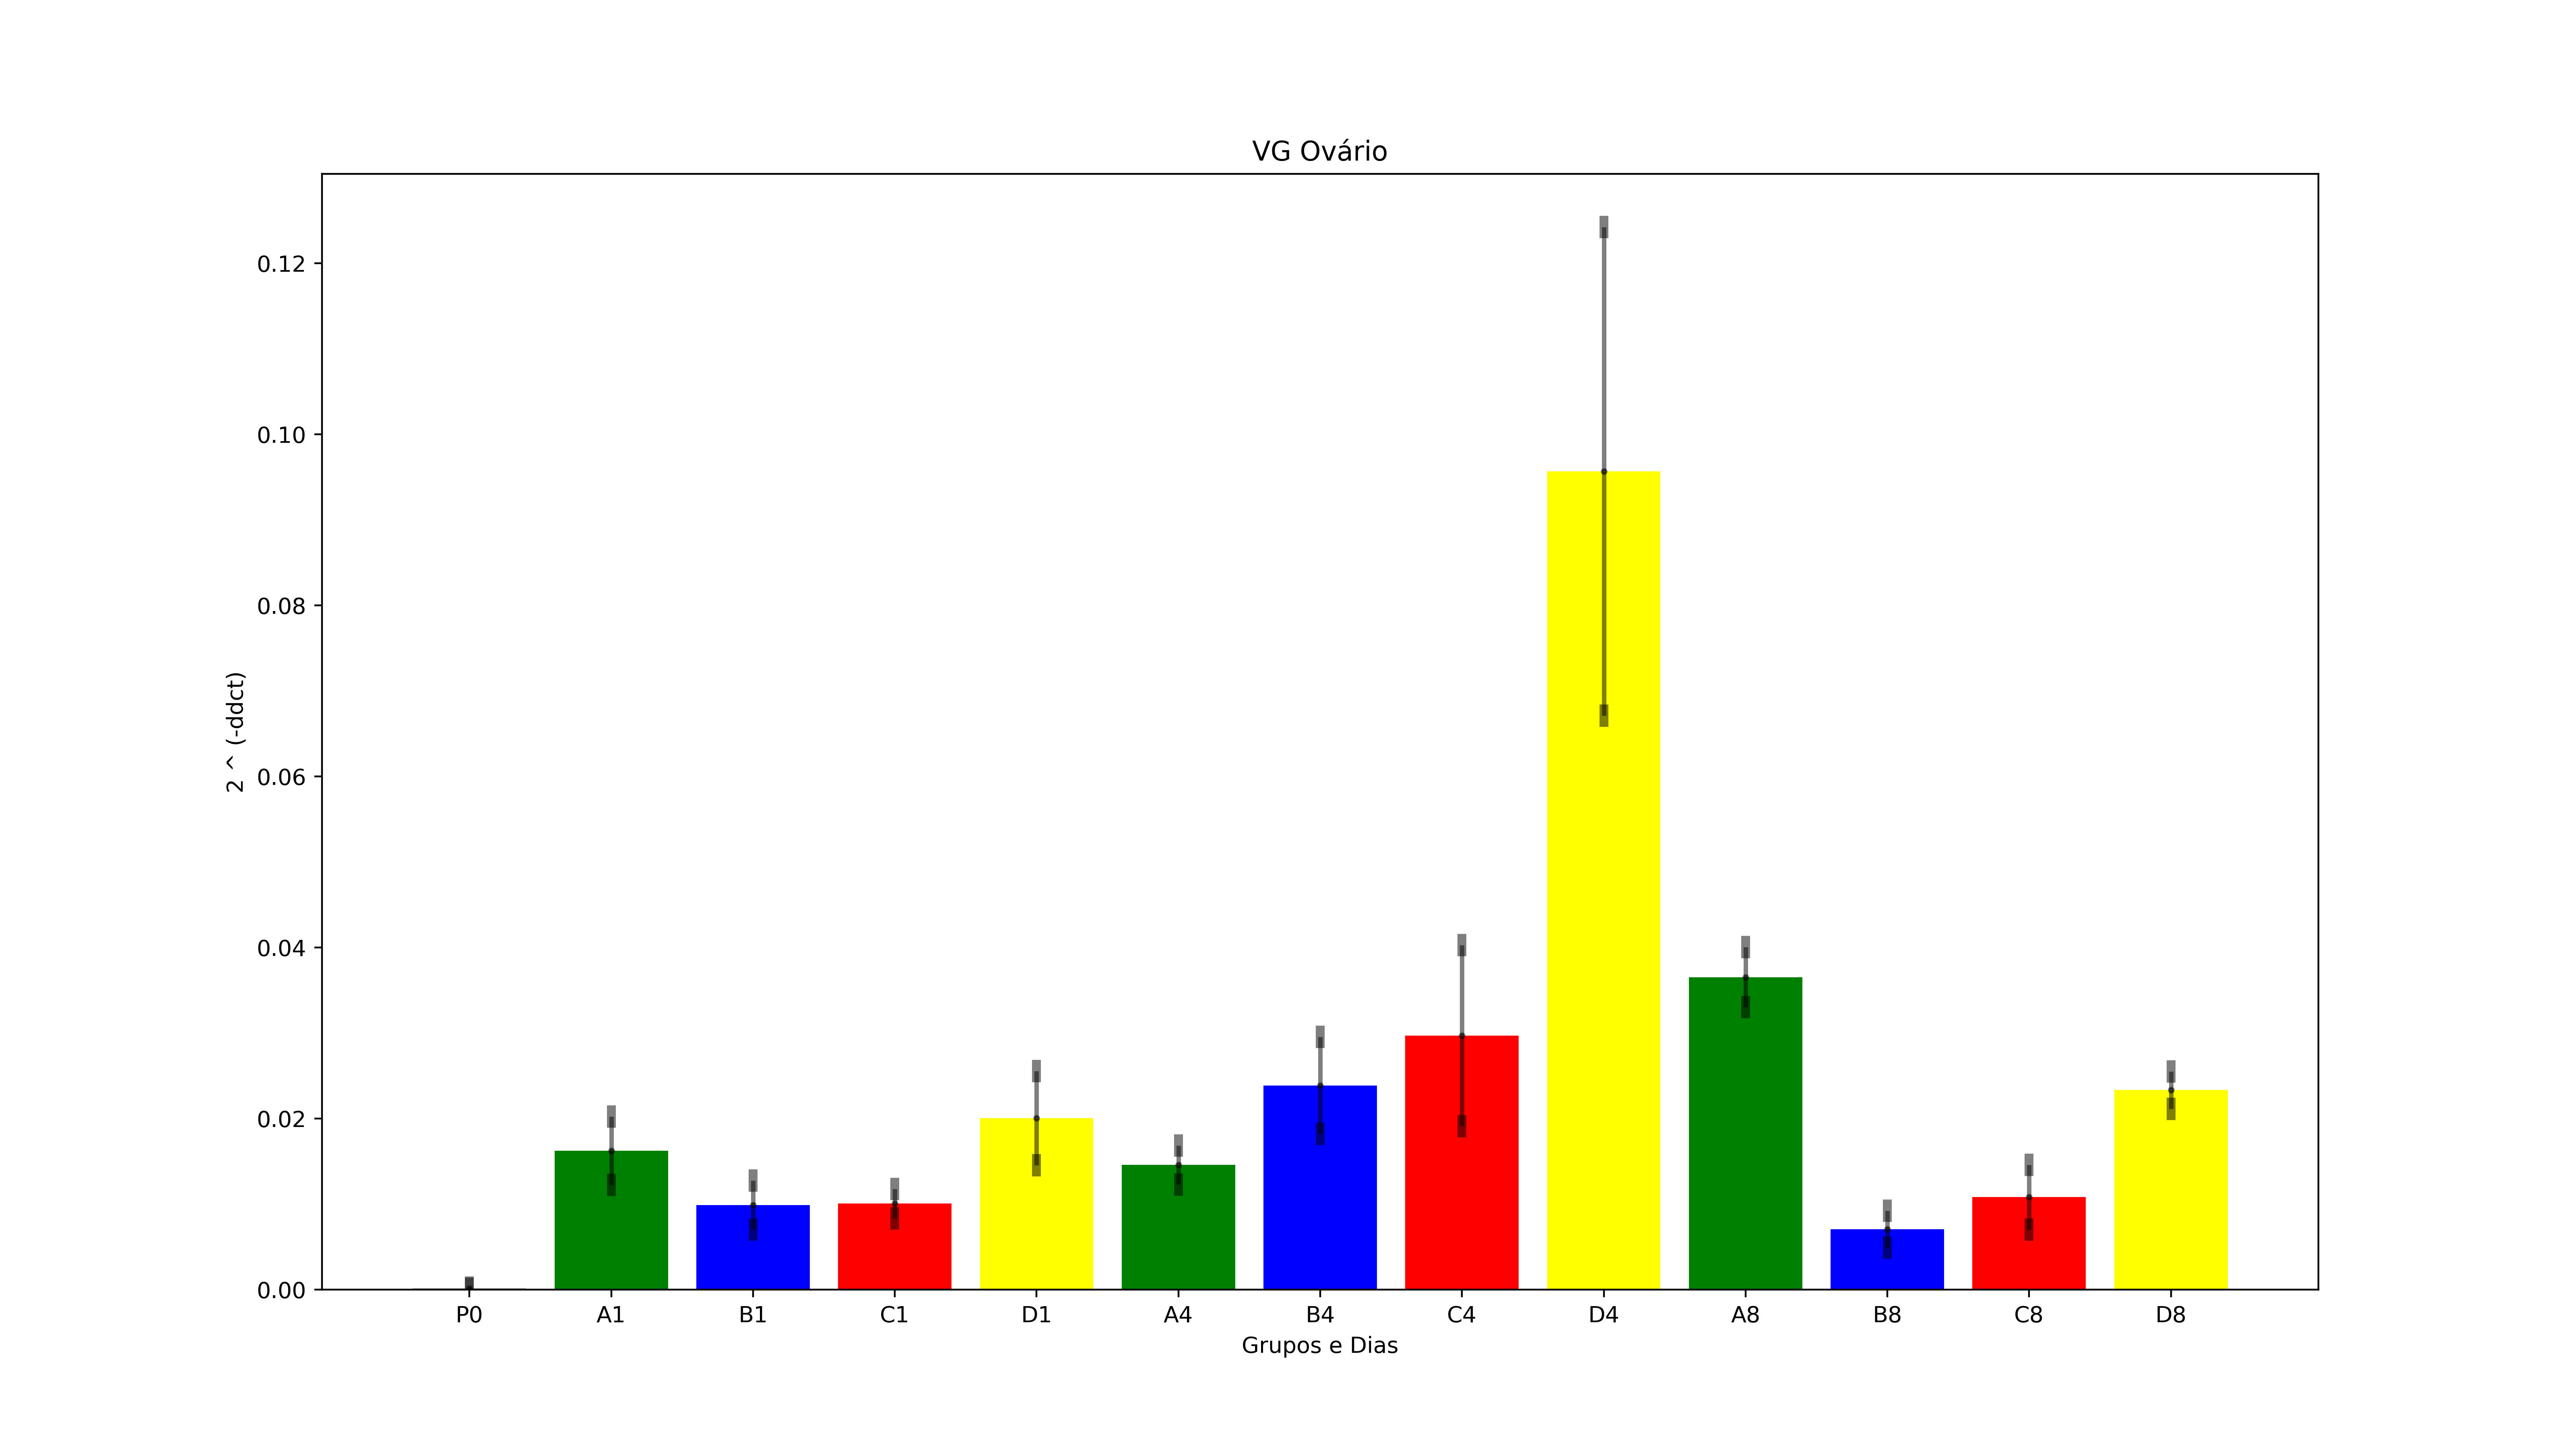 VG Ovário
0.12
0.10
0.08
0.06
0.04
0.02
0.00
2 ^ (-ddct)
P0 A1 B1 C1 D1 A4 B4 C4 D4 A8 B8 C8 D8
Grupos e Dias